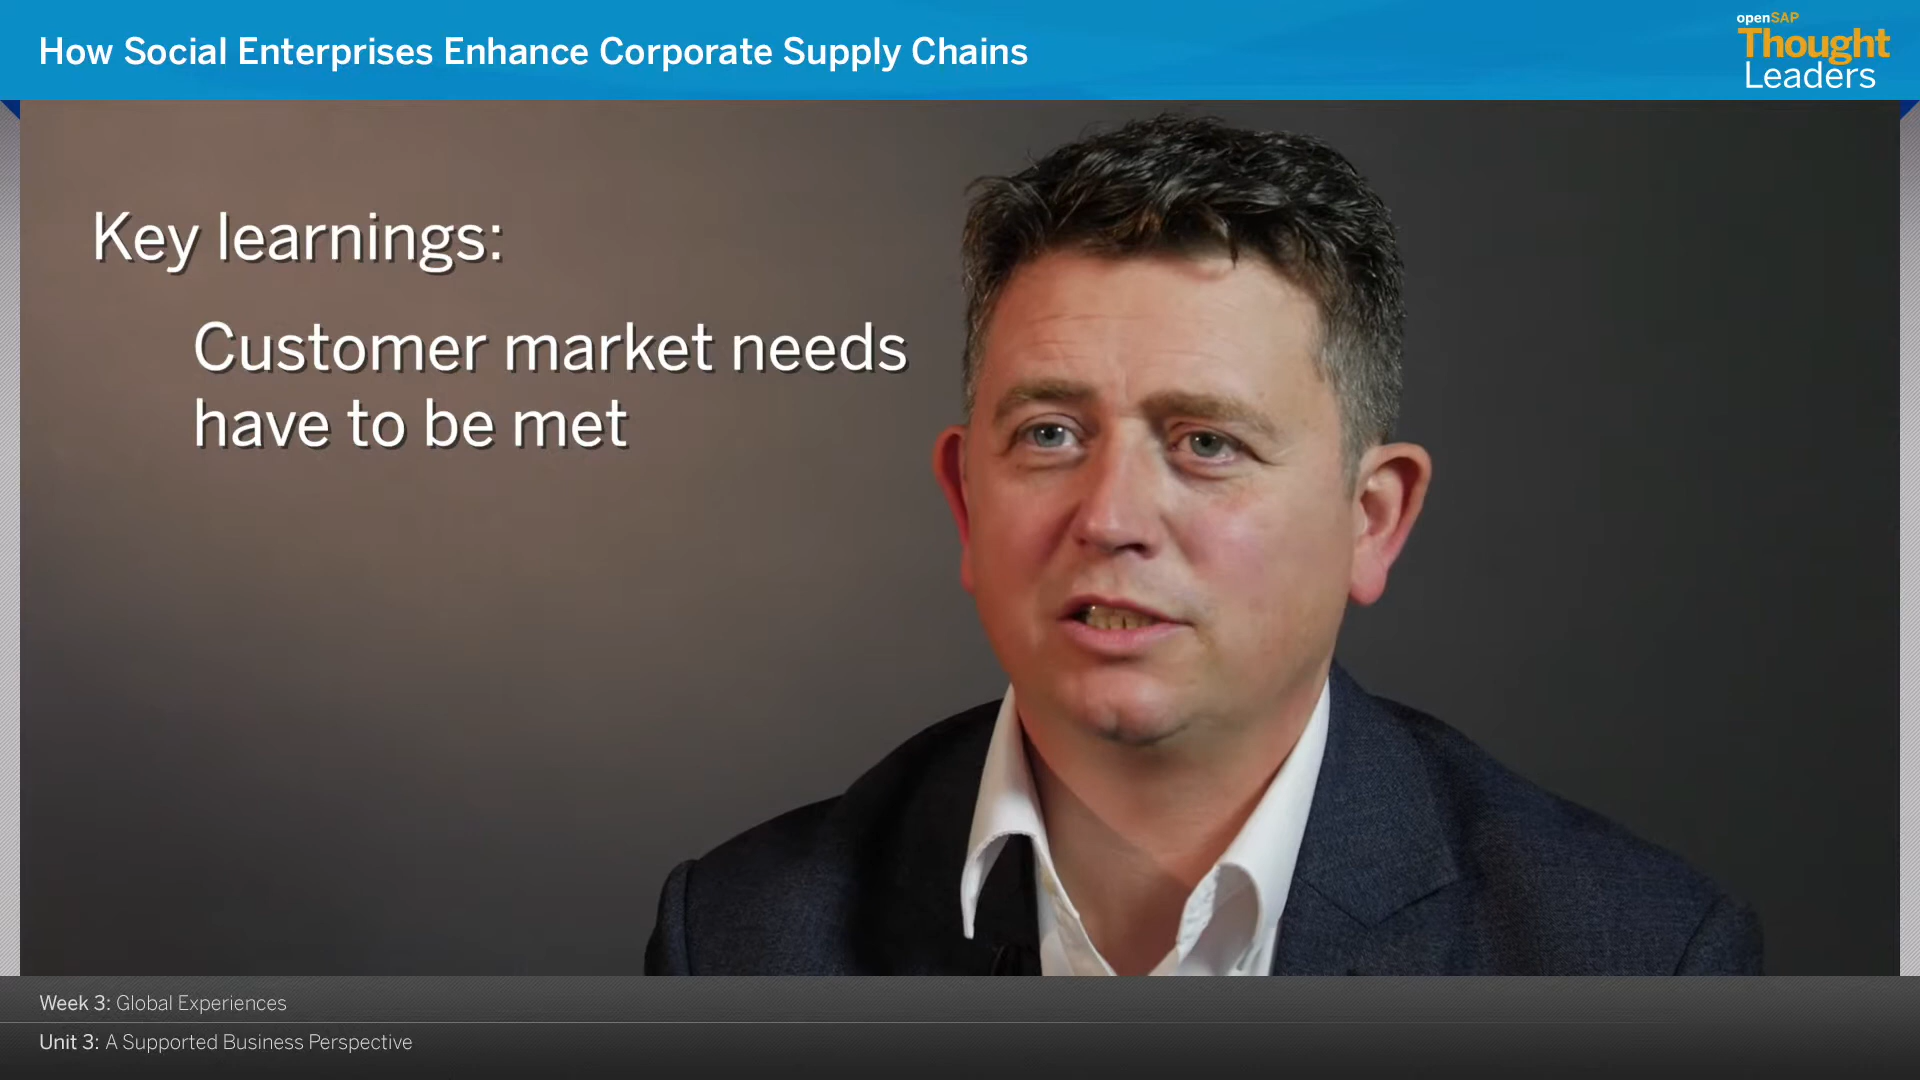 How Social Enterprises Enhance Corporate Supply Chains
openSAP
Thought
Leaders
Key learnings:
Customer market needs
have to be met
Week 3: Global Experiences
Unit 3: A Supported Business Perspective